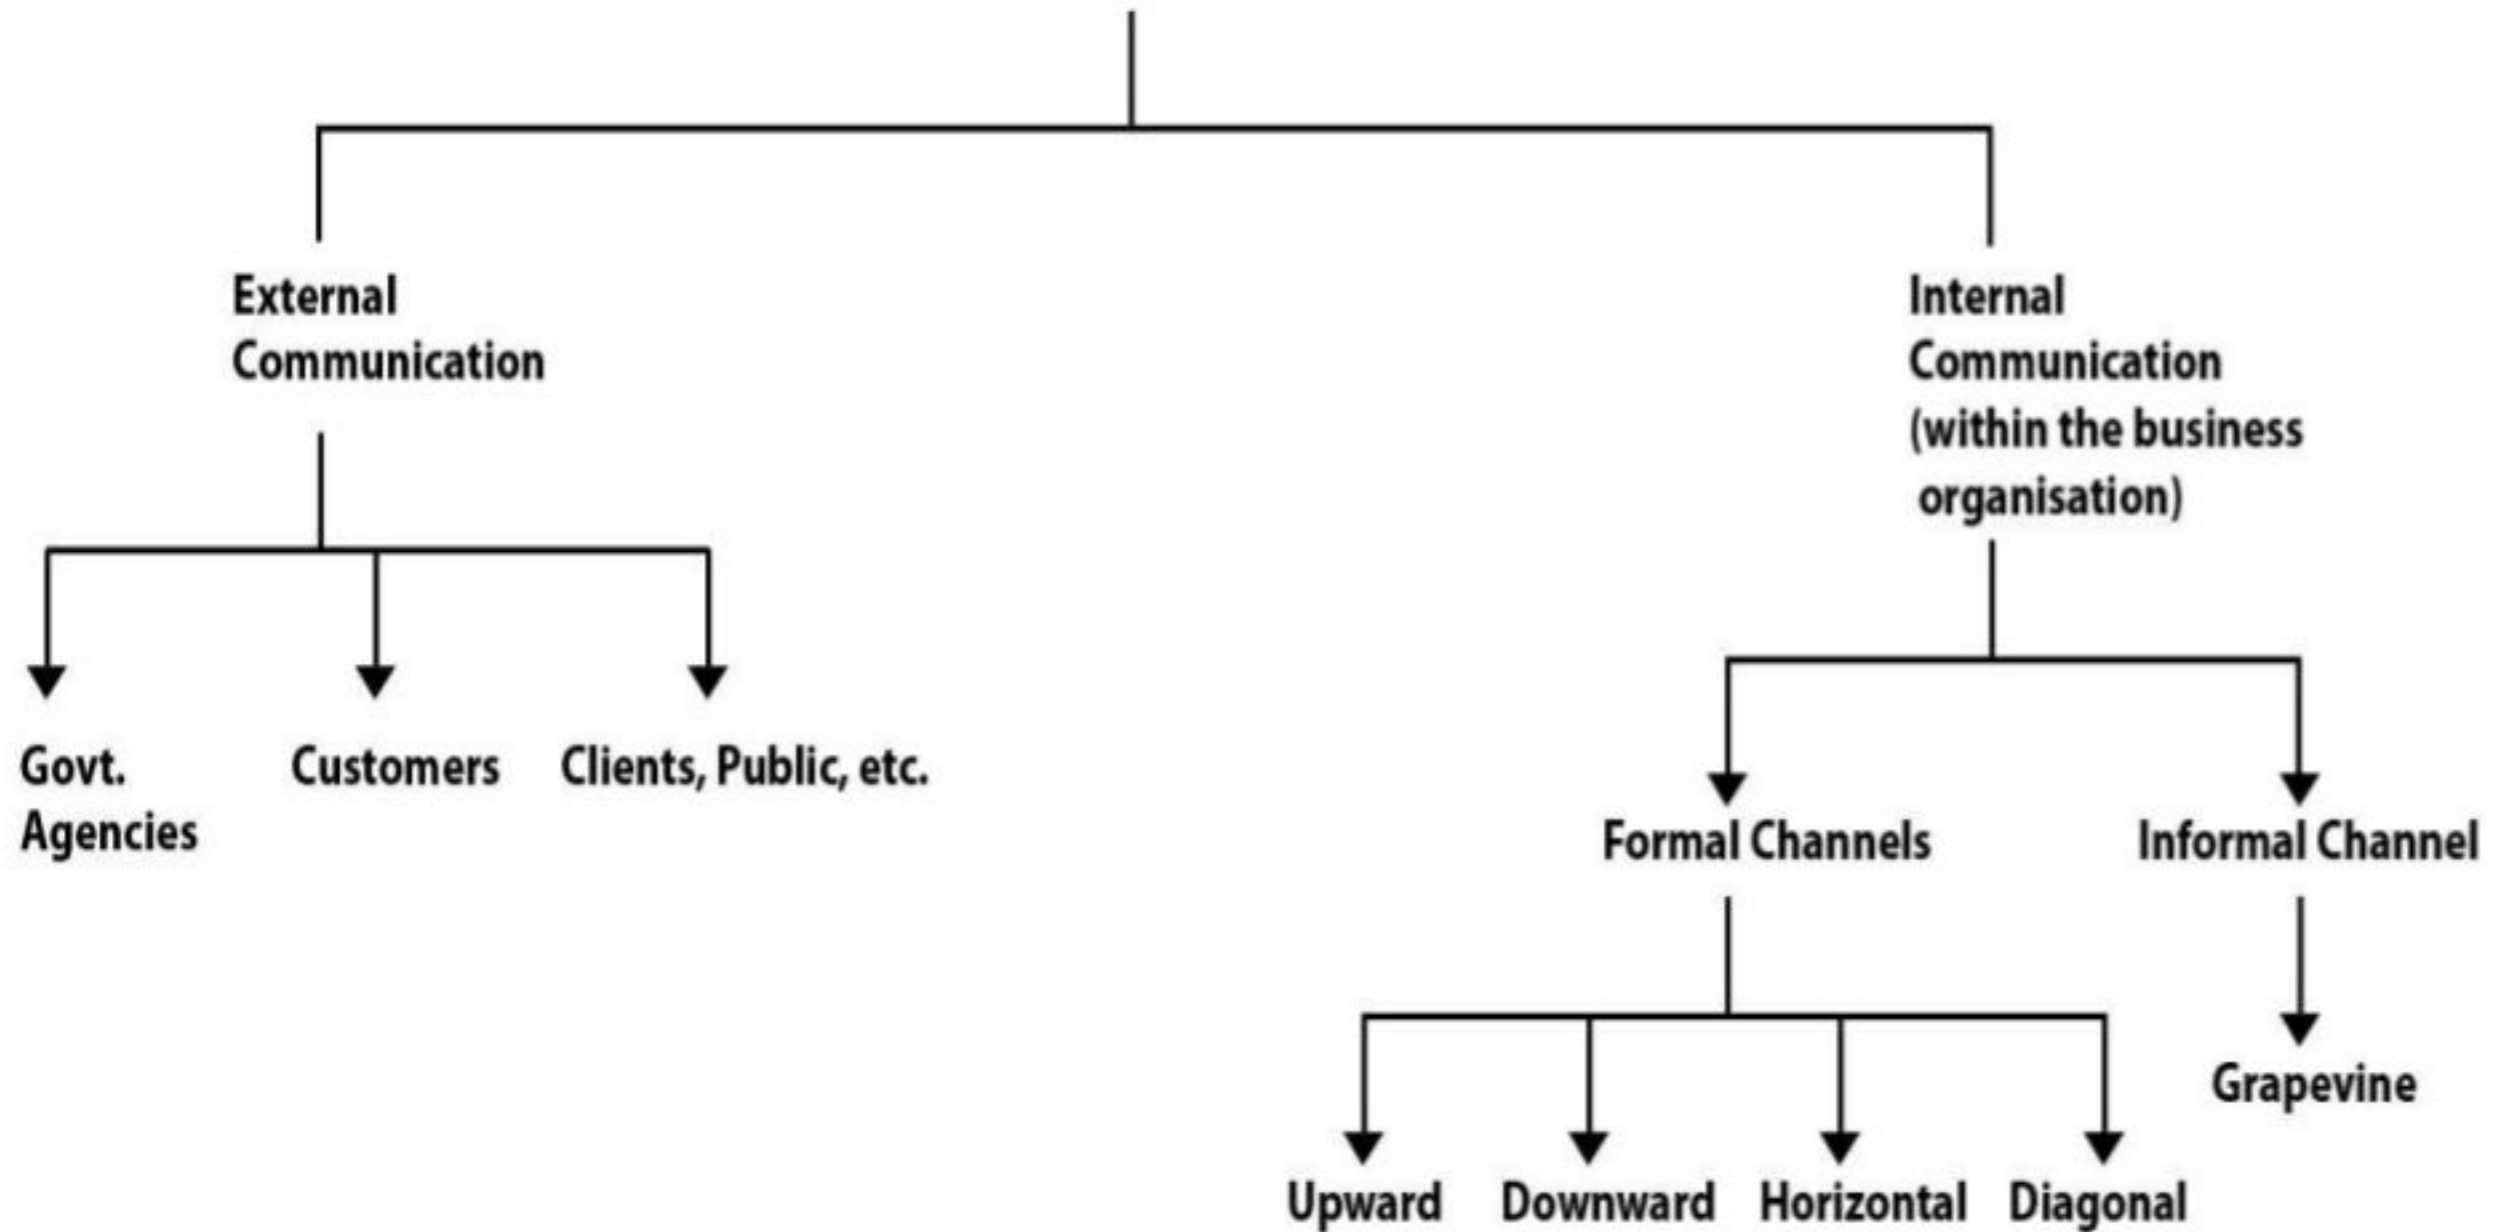 External
Communication
Internal
Communication
(within the business
organisation)
Govt.
Agencies
Customers
Clients, Public, etc.
Formal Channels
Informal Channel
Grapevine
Upward
Downward
Horizontal
Diagonal